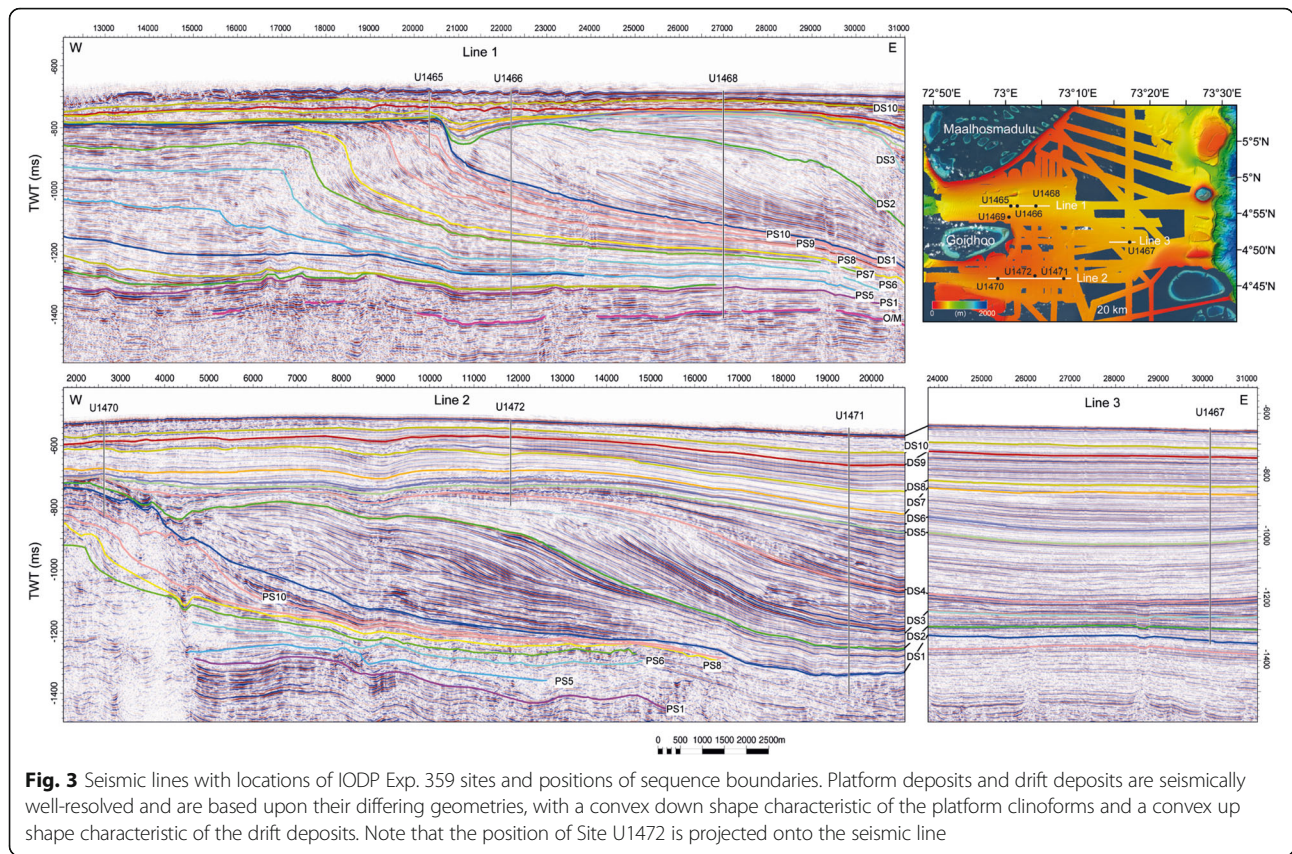 13000 15000 17000 18000 19000 20000 21000 22000 23000 24000 25000 26000 27000 28000 29000 30000 31000
W Line 1 E
U1465 U1466 U1468
-600
-800
-1000
-1200
-1400
TWT (ms)
DS10
DS3
DS2
DS1
PS10
PS9
PS8
PS7
PS6
PS5
PS1
O/M
72°50'E 73°E 73°10'E 73°20'E 73°30'E
Maalhosmadulu
5°5'N
5°N
4°55'N
4°50'N
4°45'N
U1465 U1468
Line 1
U1469 U1466
Goidhoo
Line 3
U1467
U1472 U1471
U1470 Line 2
0 (m) 2000
20 km
2000 3000 4000 5000 6000 7000 8000 9000 10000 11000 12000 13000 14000 15000 16000 17000 18000 19000 20000
W Line 2
U1470 U1472 U1471
-600
-800
-1000
-1200
-1400
TWT (ms)
PS10
PS6
PS8
PS5
PS1
DS10
DS9
DS8
DS7
DS6
DS5
DS4
DS3
DS2
DS1
24000 26000 27000 28000 29000 30000 31000
Line 3 E
U1467
-600
-800
-1000
-1200
-1400
0 500 1000 1500 2000 2500m
Fig. 3 Seismic lines with locations of IODP Exp. 359 sites and positions of sequence boundaries. Platform deposits and drift deposits are seismically
well-resolved and are based upon their differing geometries, with a convex down shape characteristic of the platform clinoforms and a convex up
shape characteristic of the drift deposits. Note that the position of Site U1472 is projected onto the seismic line